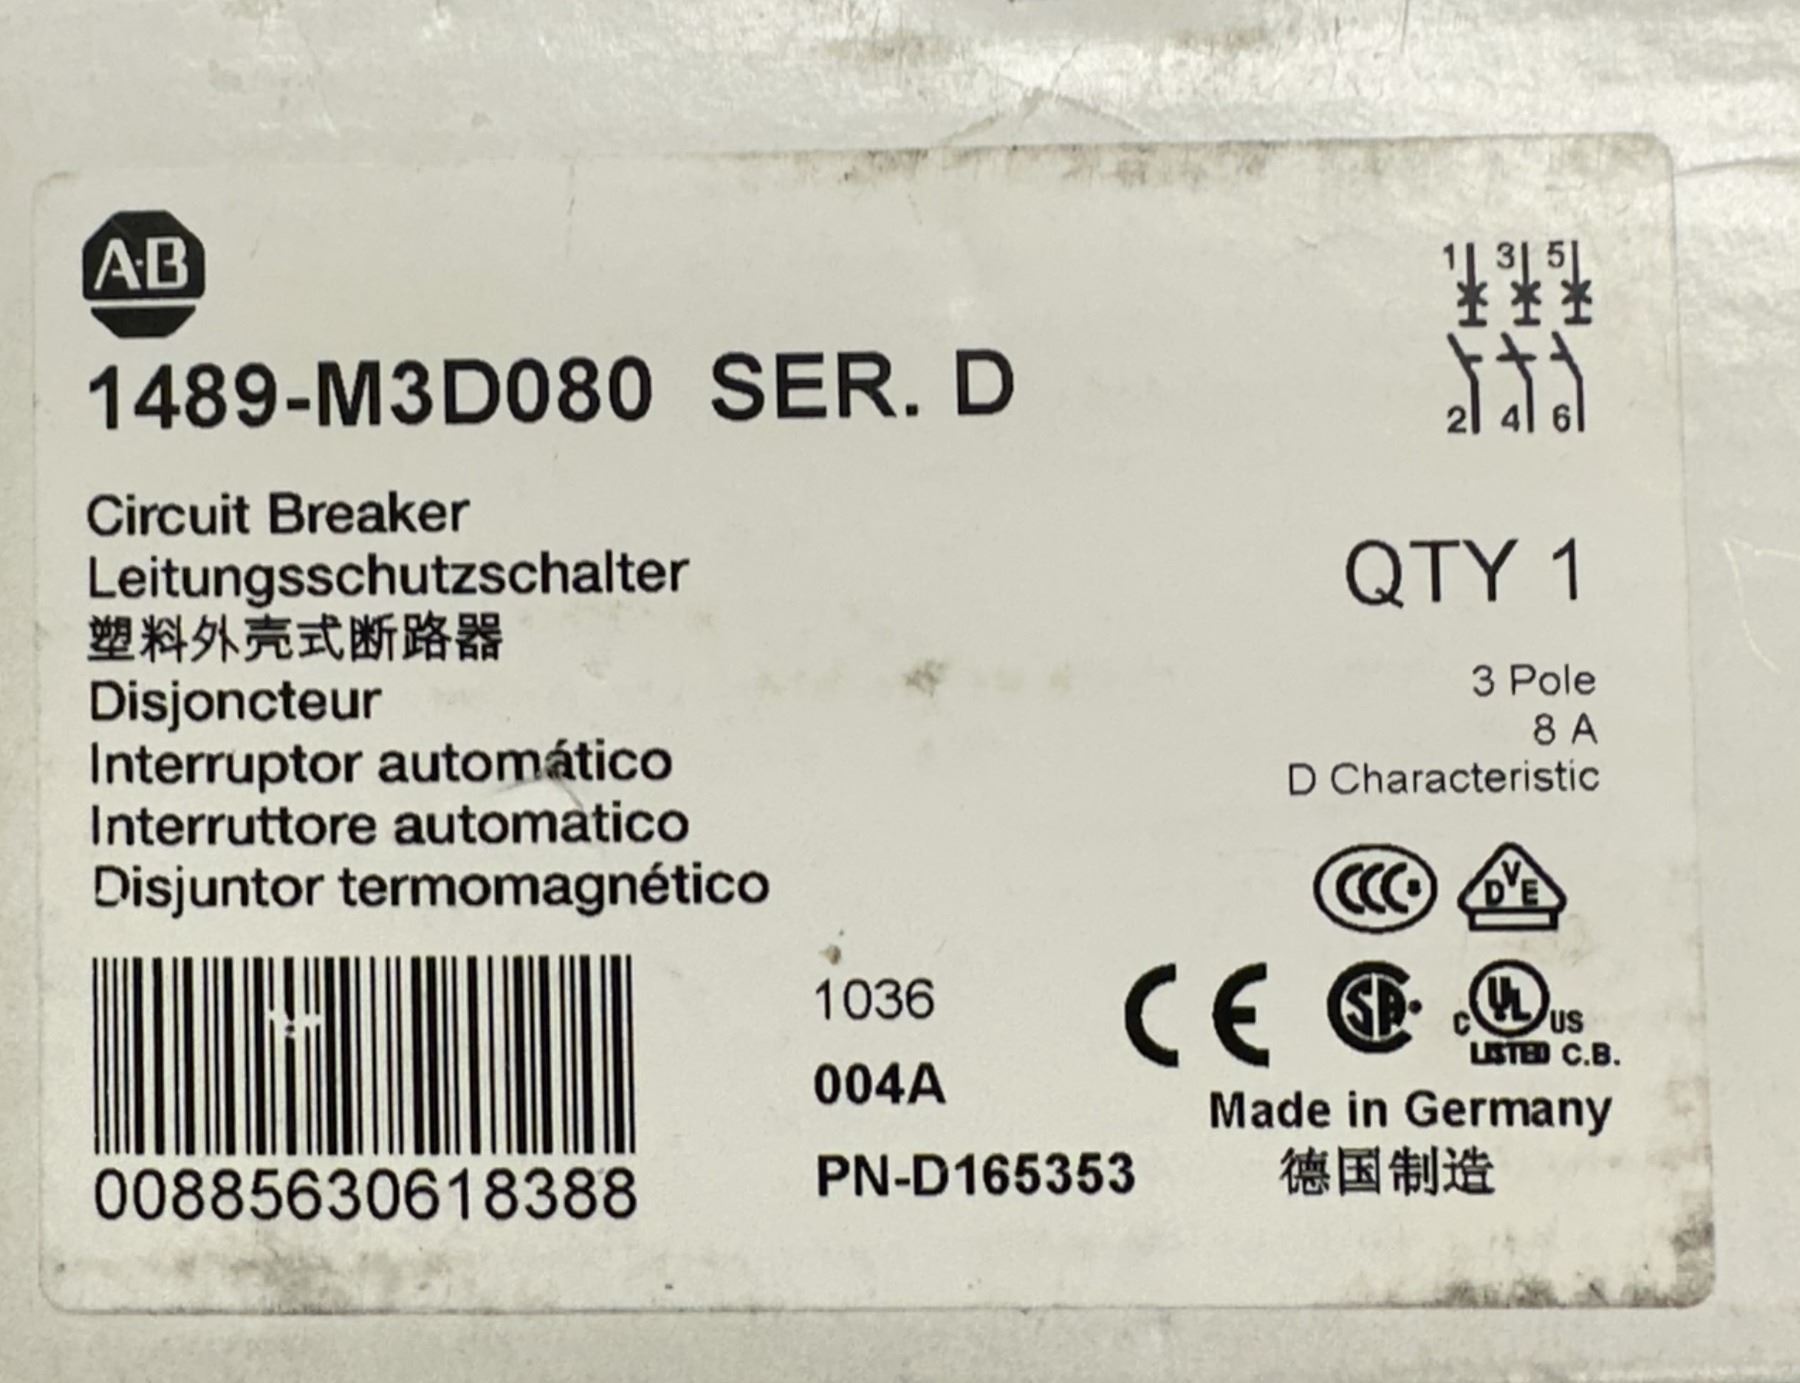 A·B
1489-M3D080 SER. D
1 3 5
2 4 6
Circuit Breaker
Leitungsschutzschalter
塑料外壳式断路器
Disjoncteur
Interruptor automático
Interruttore automatico
Disjuntor termomagnético
QTY 1
3 Pole
8 A
D Characteristic
CCC
DVE
00885630618388
1036
004A
PN-D165353
CE
SA
C UL US
LISTED C.B.
Made in Germany
德国制造